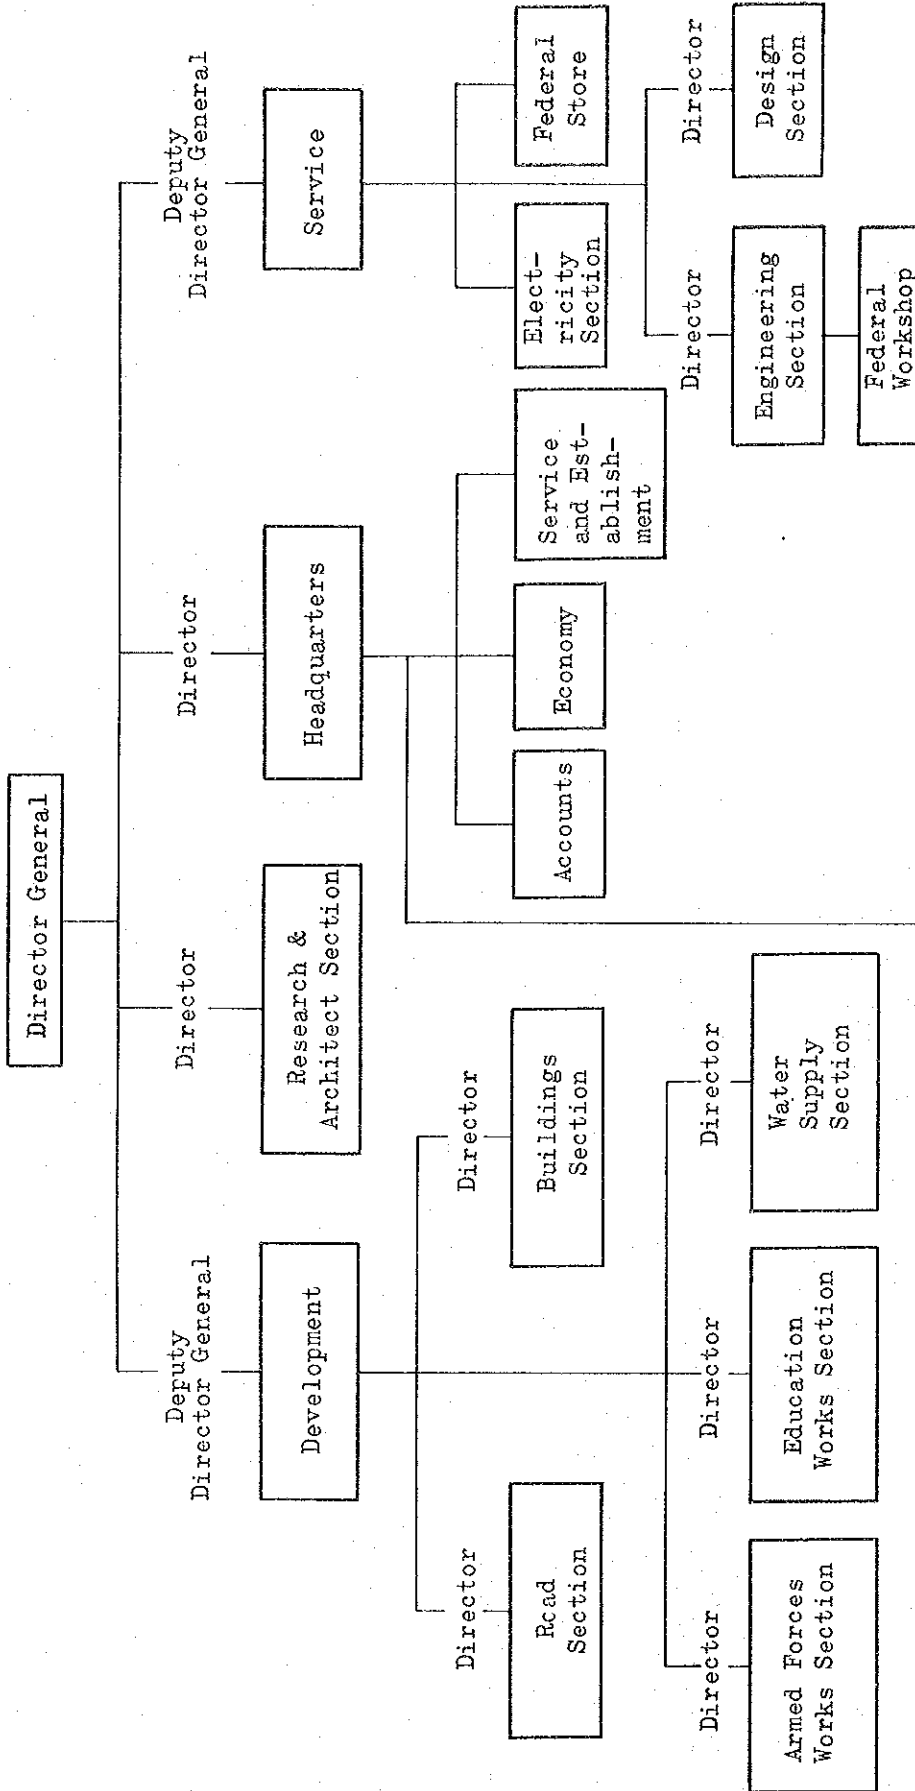 Director General
Deputy
Director General
Director
Director
Deputy
Director General
Development
Research &
Architect Section
Headquarters
Service
Director
Director
Rcad
Section
Buildings
Section
Accounts
Economy
Service
and Est-
ablish-
ment
Elect-
ricity
Section
Federal
Store
Director
Director
Director
Director
Director
Armed Forces
Works Section
Education
Works Section
Water
Supply
Section
Engineering
Section
Design
Section
Federal
Workshop